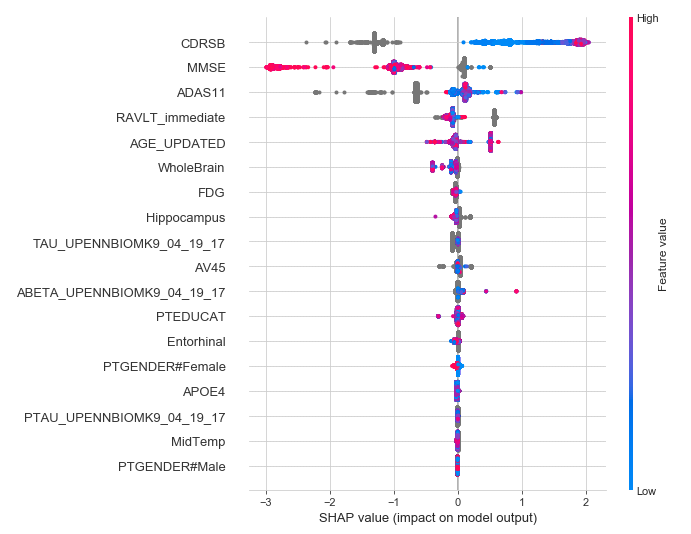 High
CDRSB
MMSE
ADAS11
RAVLT_immediate
AGE_UPDATED
WholeBrain
FDG
Hippocampus
TAU_UPENNBIOMK9_04_19_17
AV45
ABETA_UPENNBIOMK9_04_19_17
PTEDUCAT
Entorhinal
PTGENDER#Female
APOE4
PTAU_UPENNBIOMK9_04_19_17
MidTemp
PTGENDER#Male
Feature value
Low
−3 −2 −1 0 1 2
SHAP value (impact on model output)